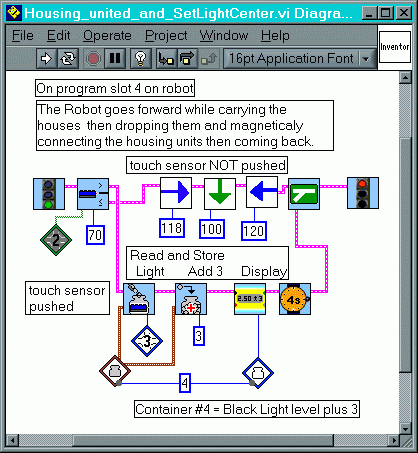 Housing_united_and_SetLightCenter.vi Diagra...
File Edit Operate Project Window Help
16pt Application Font
Inventor
On program slot 4 on robot
The Robot goes forward while carrying the
houses then dropping them and magneticaly
connecting the housing units then coming back.
touch sensor NOT pushed
2
70
118
100
120
Read and Store
Light Add 3 Display
touch sensor
pushed
2.50 ±3
4s
3
3
4
Container #4 = Black Light level plus 3